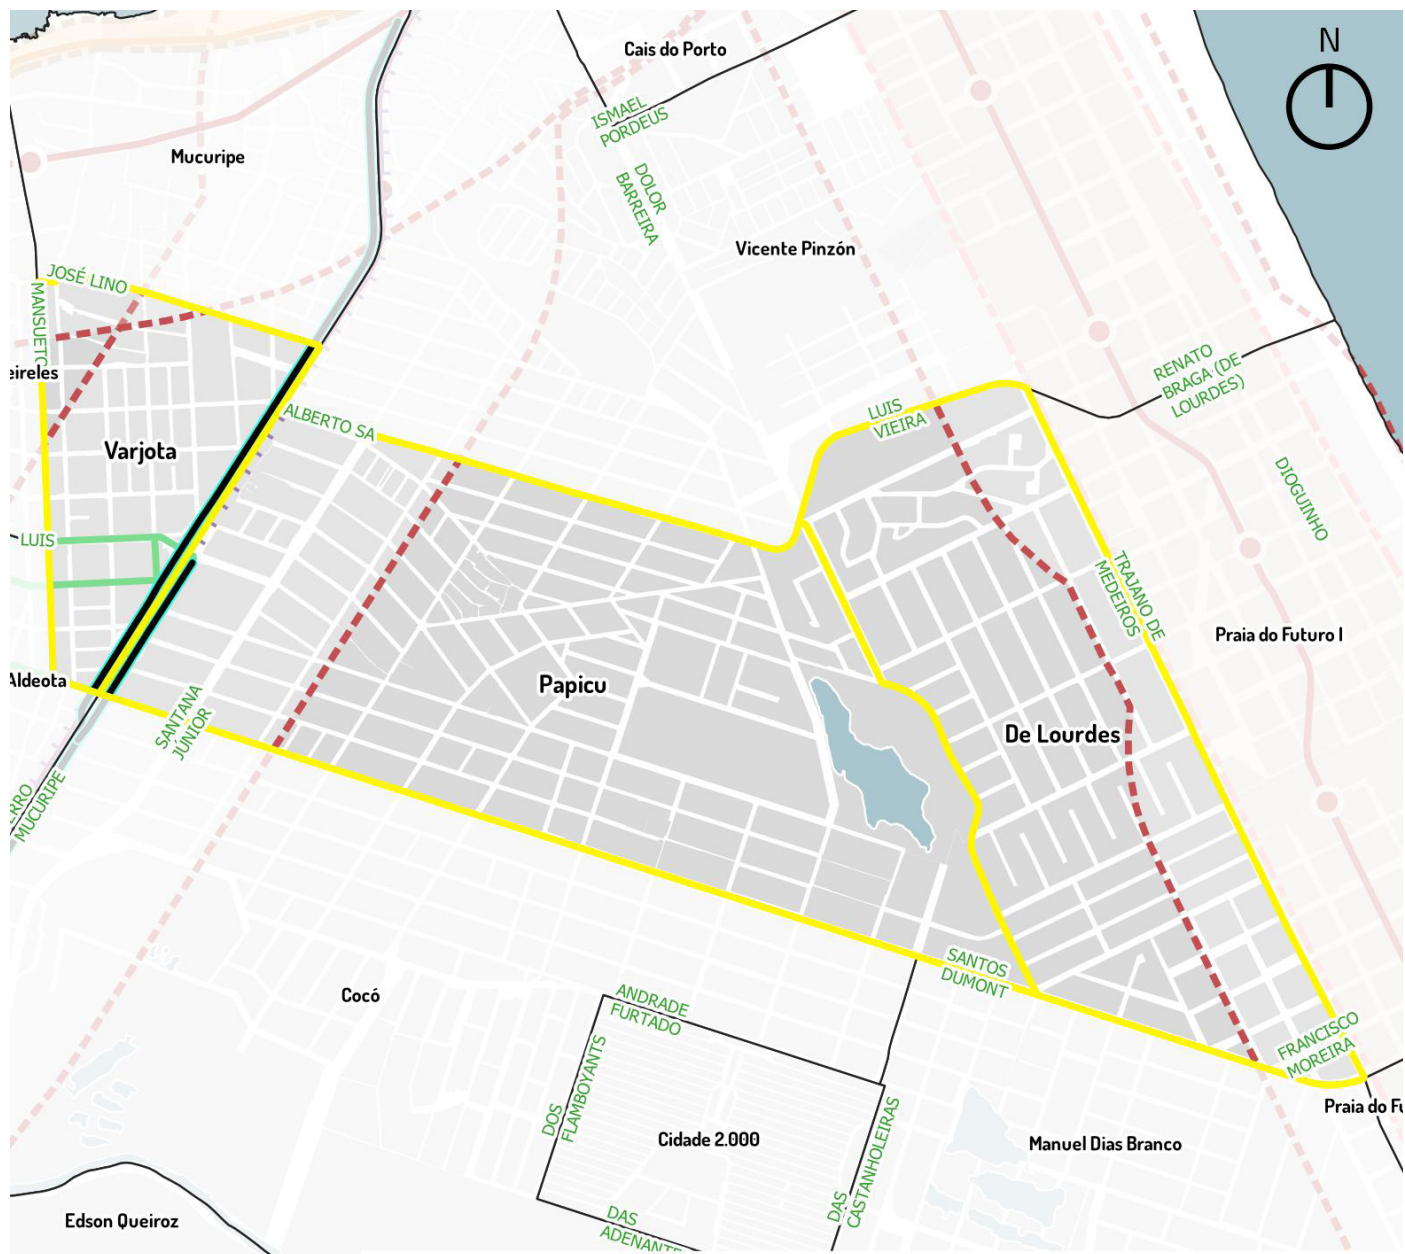 N
Cais do Porto
ISMAEL
PORDEUS
Mucuripe
DOLOR
BARREIRA
Vicente Pinzón
JOSÉ LINO
MANSUETO
RENATO
BRAGA (DE
LOURDES)
eireles
LUIS
VIEIRA
ALBERTO SA
Varjota
DIOGUINHO
LUIS
TRAJANO DE
MEDEIROS
Praia do Futuro I
Aldeota
Papicu
SANTANA
JÚNIOR
De Lourdes
ERRO
MUCURIPE
SANTOS
DUMONT
Cocó
ANDRADE
FURTADO
FRANCISCO
MOREIRA
DOS
FLAMBOYANTS
Praia do Fu
DAS
CASTANHOLEIRAS
Cidade 2.000
Manuel Dias Branco
Edson Queiroz
DAS
ADENANTE